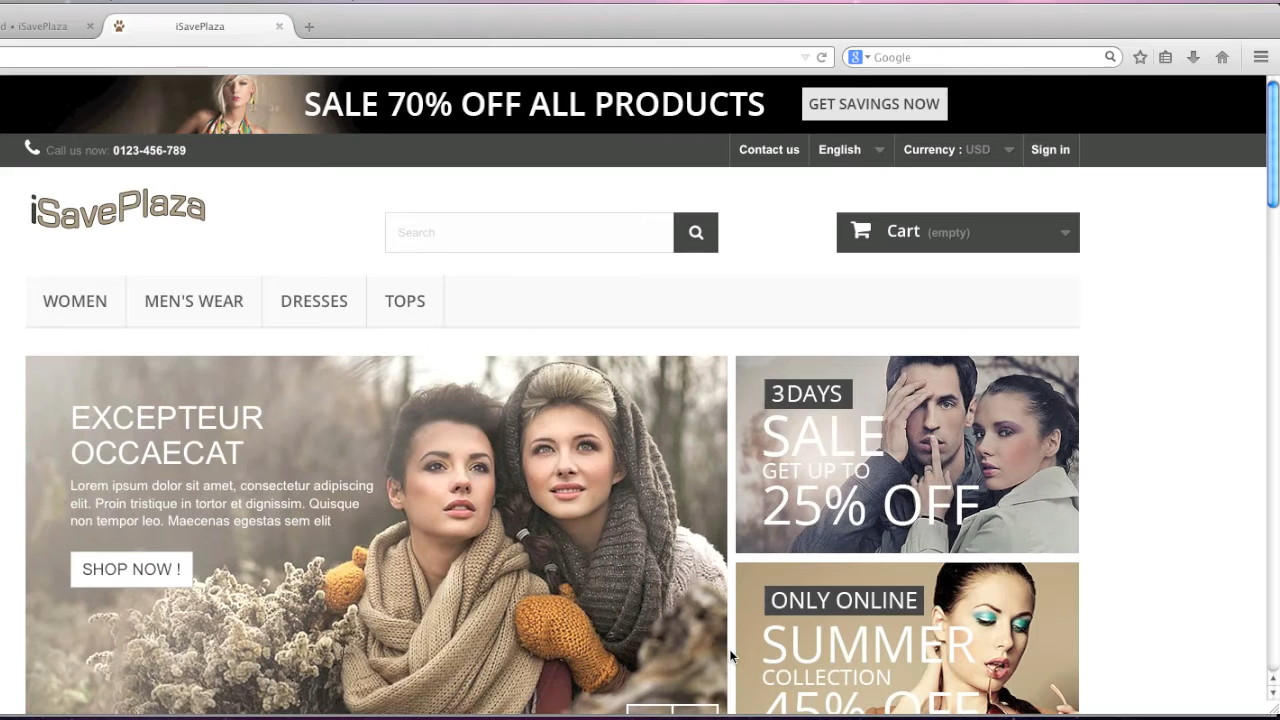 d • iSavePlaza
iSavePlaza
Google
SALE 70% OFF ALL PRODUCTS
GET SAVINGS NOW
Call us now: 0123-456-789
Contact us
English
Currency : USD
Sign in
iSavePlaza
Search
Cart (empty)
WOMEN
MEN'S WEAR
DRESSES
TOPS
EXCEPTEUR
OCCAECAT
Lorem ipsum dolor sit amet, consectetur adipiscing
elit. Proin tristique in tortor et dignissim. Quisque
non tempor leo. Maecenas egestas sem elit
SHOP NOW !
3 DAYS
SALE
GET UP TO
25% OFF
ONLY ONLINE
SUMMER
COLLECTION
45% OFF